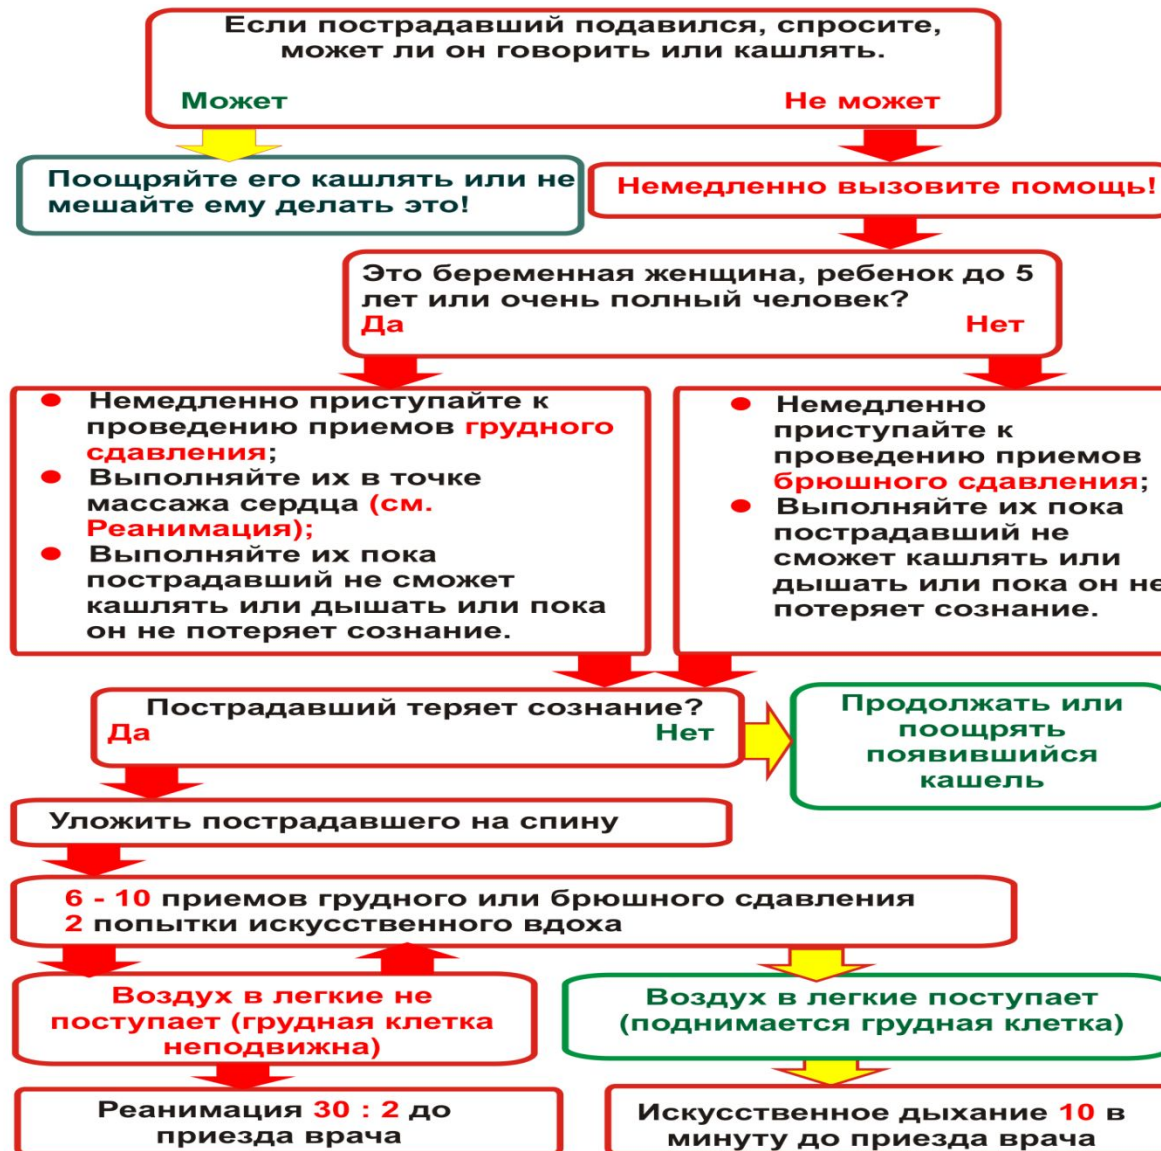 Если пострадавший подавился, спросите,
может ли он говорить или кашлять.
Может
Не может
Поощряйте его кашлять или не
мешайте ему делать это!
Немедленно вызовите помощь!
Это беременная женщина, ребенок до 5
лет или очень полный человек?
Да
Нет
• Немедленно приступайте к
проведению приемов грудного
сдавления;
• Выполняйте их в точке
массажа сердца (см.
Реанимация);
• Выполняйте их пока
пострадавший не сможет
кашлять или дышать или пока
он не потеряет сознание.
• Немедленно
приступайте к
проведению приемов
брюшного сдавления;
• Выполняйте их пока
пострадавший не
сможет кашлять или
дышать или пока он не
потеряет сознание.
Пострадавший теряет сознание?
Да
Нет
Продолжать или
поощрять
появившийся
кашель
Уложить пострадавшего на спину
6 - 10 приемов грудного или брюшного сдавления
2 попытки искусственного вдоха
Воздух в легкие не
поступает (грудная клетка
неподвижна)
Воздух в легкие поступает
(поднимается грудная клетка)
Реанимация 30 : 2 до
приезда врача
Искусственное дыхание 10 в
минуту до приезда врача